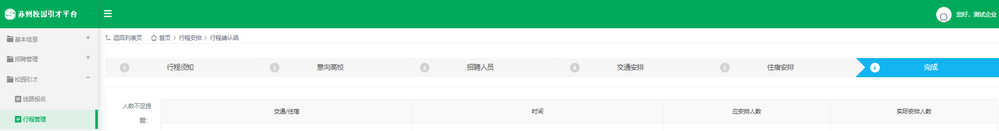 苏州校园引才平台
您好，测试企业
基本信息
招聘管理
校园引才
线路报名
行程管理
返回列表页 首页 > 行程安排 > 行程确认函
1 行程须知 2 意向高校 3 招聘人员 4 交通安排 5 住宿安排 6 完成
人数不足提
醒：
交通/住宿 时间 应安排人数 实际安排人数